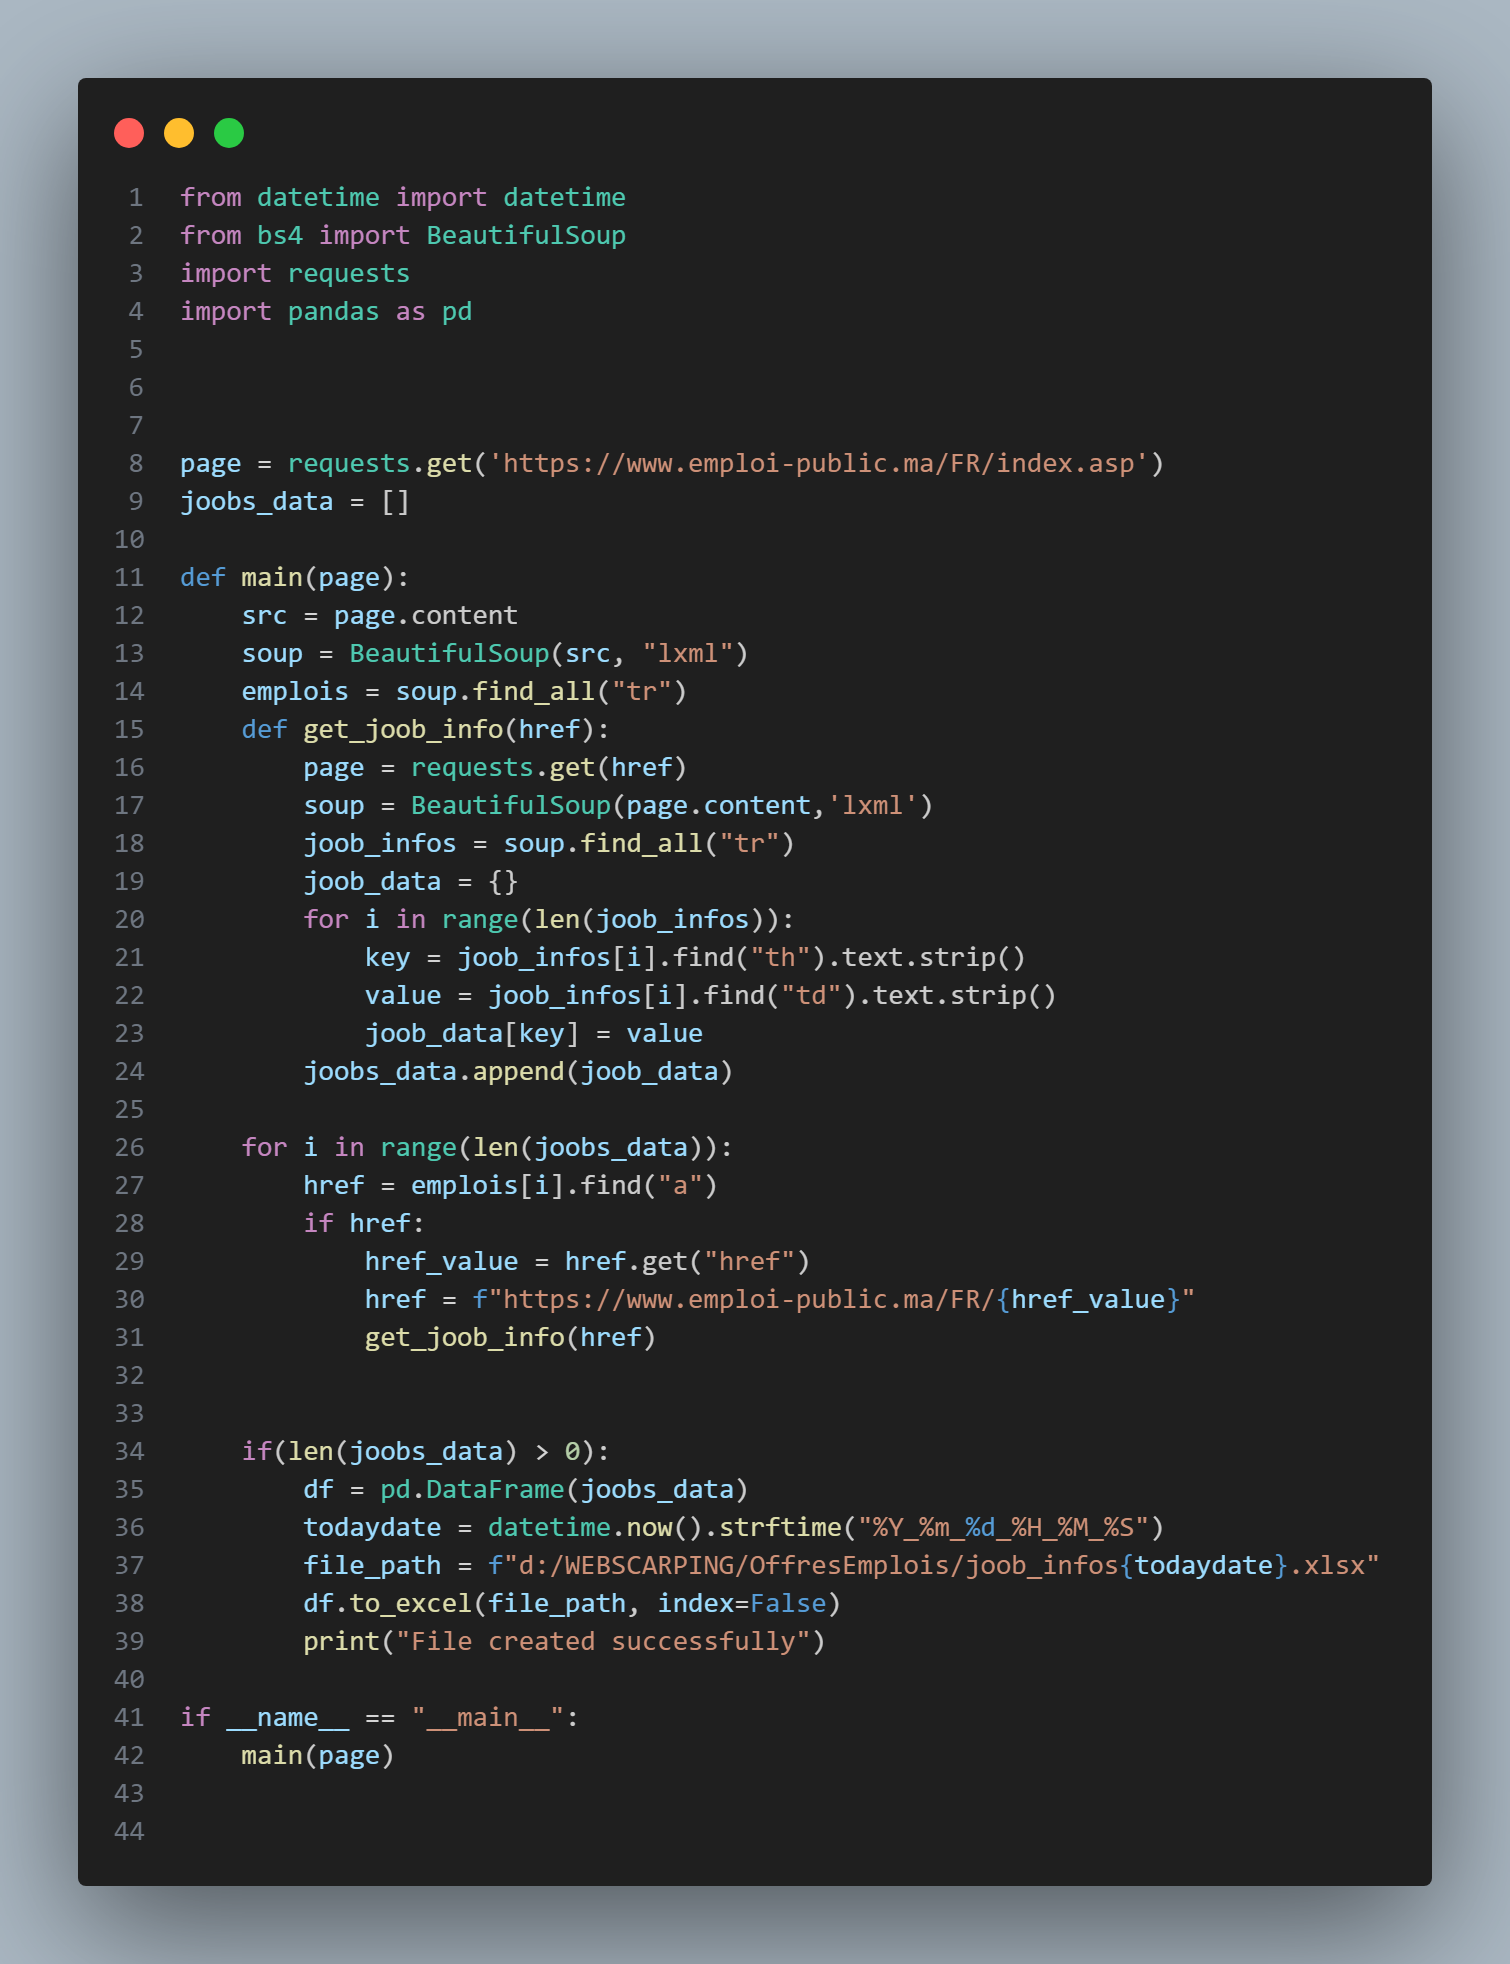 1 from datetime import datetime
2 from bs4 import BeautifulSoup
3 import requests
4 import pandas as pd
5
6
7
8 page = requests.get('https://www.emploi-public.ma/FR/index.asp')
9 joobs_data = []
10
11 def main(page):
12     src = page.content
13     soup = BeautifulSoup(src, "lxml")
14     emplois = soup.find_all("tr")
15     def get_joob_info(href):
16         page = requests.get(href)
17         soup = BeautifulSoup(page.content,'lxml')
18         joob_infos = soup.find_all("tr")
19         joob_data = {}
20         for i in range(len(joob_infos)):
21             key = joob_infos[i].find("th").text.strip()
22             value = joob_infos[i].find("td").text.strip()
23             joob_data[key] = value
24         joobs_data.append(joob_data)
25
26     for i in range(len(joobs_data)):
27         href = emplois[i].find("a")
28         if href:
29             href_value = href.get("href")
30             href = f"https://www.emploi-public.ma/FR/{href_value}"
31             get_joob_info(href)
32
33
34     if(len(joobs_data) > 0):
35         df = pd.DataFrame(joobs_data)
36         todaydate = datetime.now().strftime("%Y_%m_%d_%H_%M_%S")
37         file_path = f"d:/WEBSCARPING/OffresEmplois/joob_infos{todaydate}.xlsx"
38         df.to_excel(file_path, index=False)
39         print("File created successfully")
40
41 if __name__ == "__main__":
42     main(page)
43
44